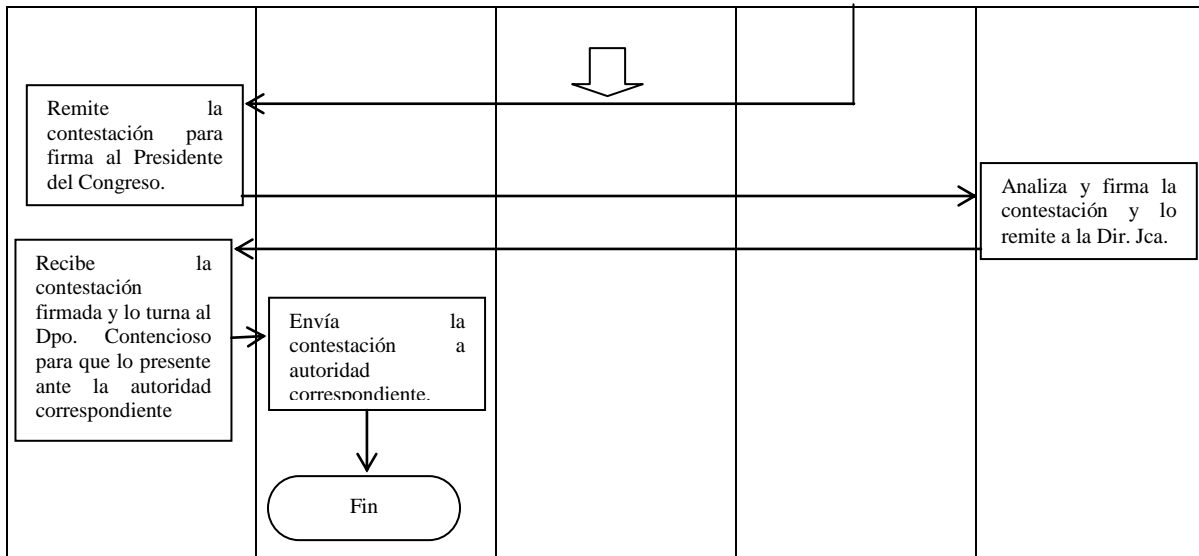 Remite la
contestación para
firma al Presidente
del Congreso.
Analiza y firma la
contestación y lo
remite a la Dir. Jca.
Recibe la
contestación
firmada y lo turna al
Dpo. Contencioso
para que lo presente
ante la autoridad
correspondiente
Envía la
contestación a
autoridad
correspondiente.
Fin